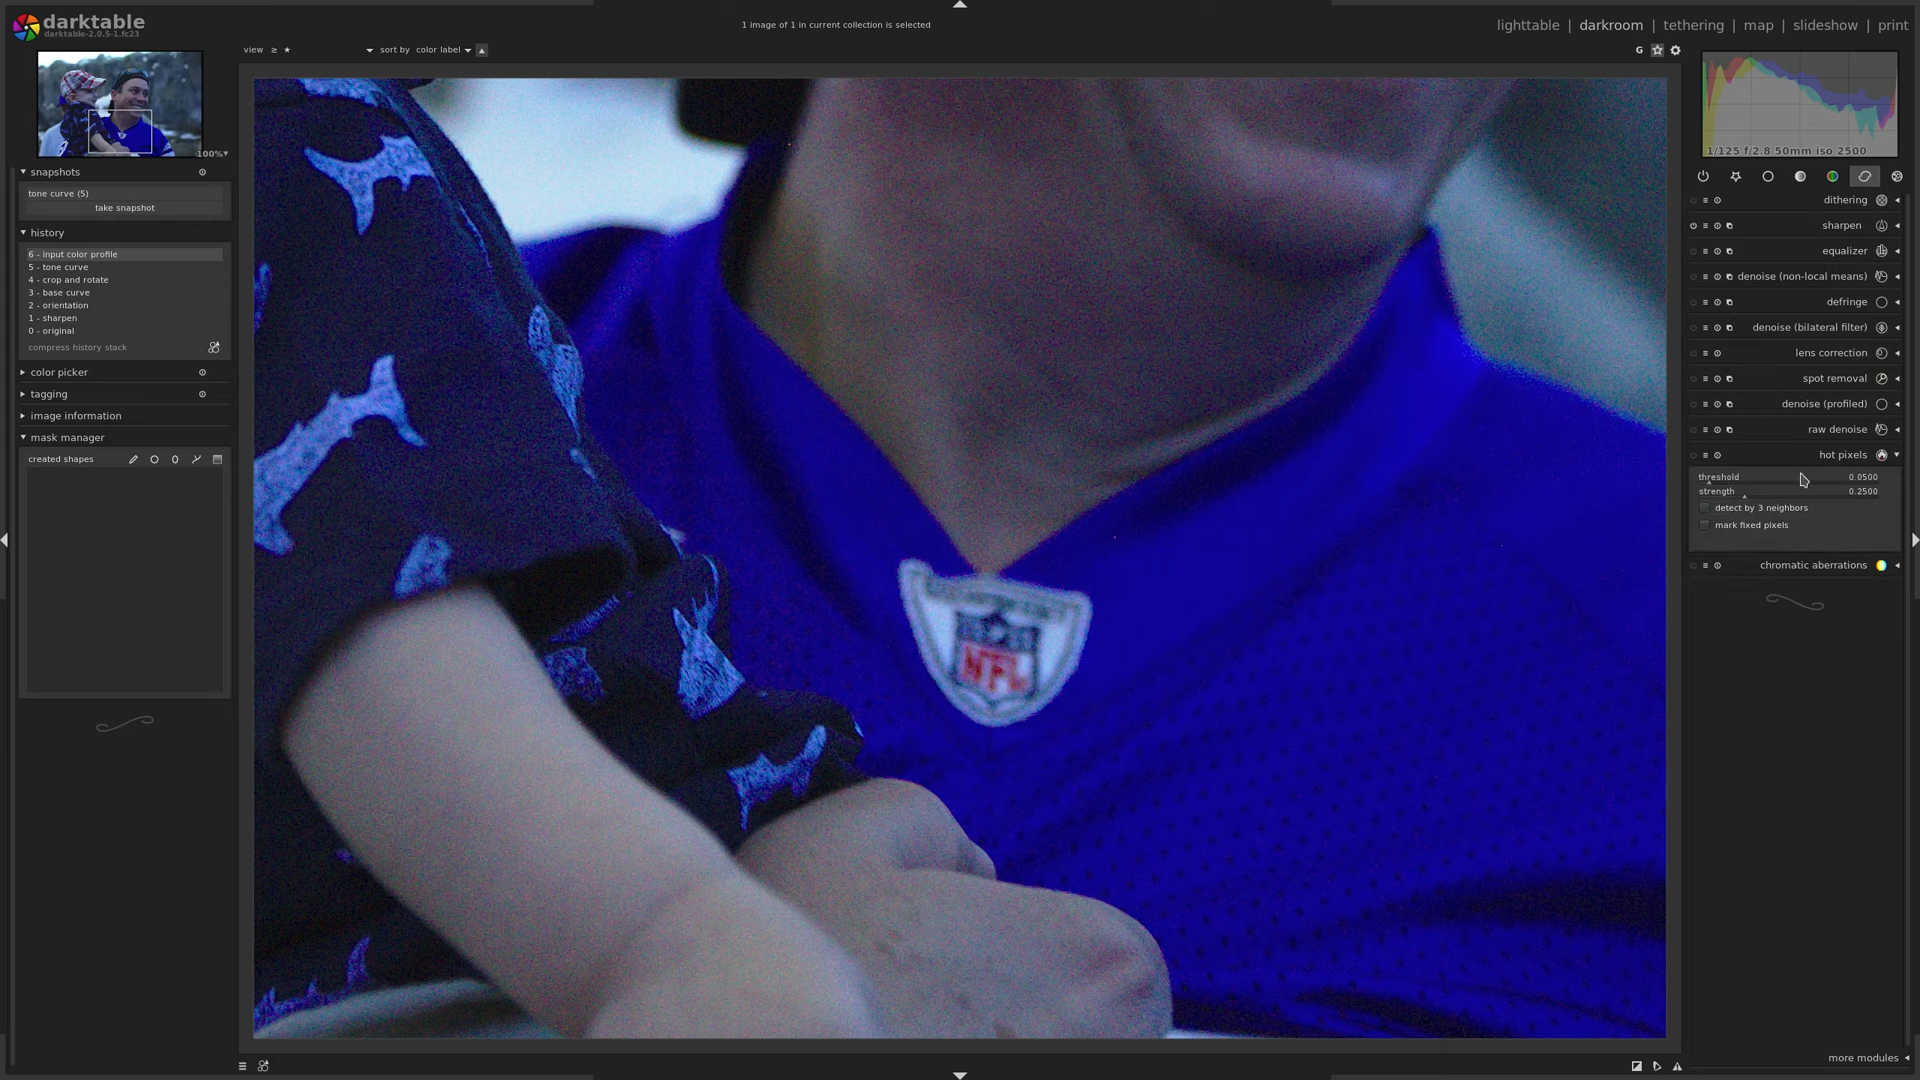 darktable
darktable-2.0.5-1.fc23
1 image of 1 in current collection is selected
lighttable | darkroom | tethering | map | slideshow | print
view ≥ ★
sort by color label
G
100%
1/125 f/2.8 50mm iso 2500
snapshots
tone curve (5)
take snapshot
history
6 - input color profile
5 - tone curve
4 - crop and rotate
3 - base curve
2 - orientation
1 - sharpen
0 - original
compress history stack
color picker
tagging
image information
mask manager
created shapes
NFL
dithering
sharpen
equalizer
denoise (non-local means)
defringe
denoise (bilateral filter)
lens correction
spot removal
denoise (profiled)
raw denoise
hot pixels
threshold 0.0500
strength 0.2500
detect by 3 neighbors
mark fixed pixels
chromatic aberrations
more modules